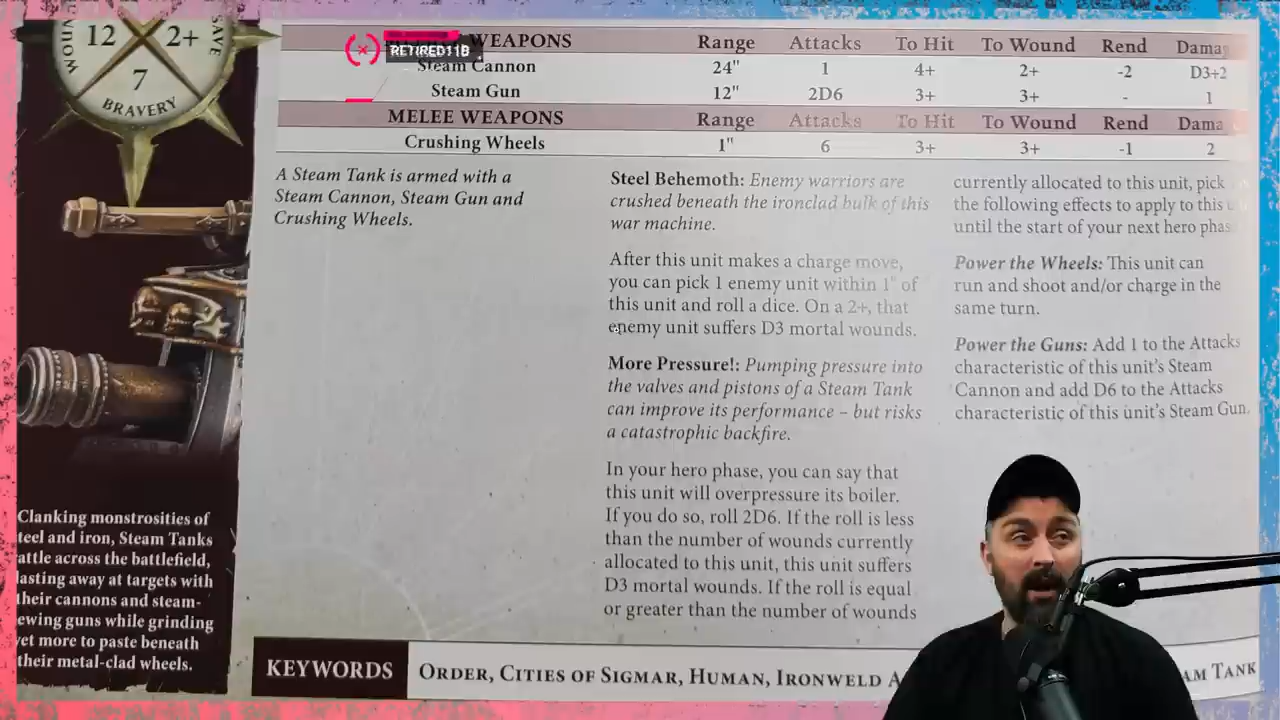 WOUNDS
12
2+
SAVE
7
BRAVERY
RETIRED11B
WEAPONS Range Attacks To Hit To Wound Rend
Steam Cannon 24" 1 4+ 2+ -2 D3+2
Steam Gun 12" 2D6 3+ 3+ - 1
MELEE WEAPONS Range Attacks To Hit To Wound Rend
Crushing Wheels 1" 6 3+ 3+ -1 2
A Steam Tank is armed with a
Steam Cannon, Steam Gun and
Crushing Wheels.
Steel Behemoth: Enemy warriors are
crushed beneath the ironclad bulk of this
war machine.
After this unit makes a charge move,
you can pick 1 enemy unit within 1" of
this unit and roll a dice. On a 2+, that
enemy unit suffers D3 mortal wounds.
More Pressure!: Pumping pressure into
the valves and pistons of a Steam Tank
can improve its performance – but risks
a catastrophic backfire.
In your hero phase, you can say that
this unit will overpressure its boiler.
If you do so, roll 2D6. If the roll is less
than the number of wounds currently
allocated to this unit, this unit suffers
D3 mortal wounds. If the roll is equal
or greater than the number of wounds
currently allocated to this unit, pick
the following effects to apply to this
until the start of your next hero phas
Power the Wheels: This unit can
run and shoot and/or charge in the
same turn.
Power the Guns: Add 1 to the Attacks
characteristic of this unit's Steam
Cannon and add D6 to the Attacks
characteristic of this unit's Steam Gun.
Clanking monstrosities of
teel and iron, Steam Tanks
attle across the battlefield,
lasting away at targets with
heir cannons and steam-
ewing guns while grinding
yet more to paste beneath
their metal-clad wheels.
KEYWORDS ORDER, CITIES OF SIGMAR, HUMAN, IRONWELD A AM TANK